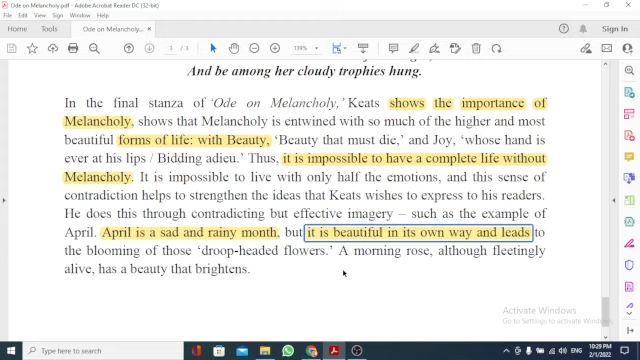 Ode on Melancholy.pdf - Adobe Acrobat Reader DC (32-bit)
File Edit View Sign Window Help
Home Tools Ode on Melancholy.... ×
3 / 3
138%
Sign In
And be among her cloudy trophies hung.
In the final stanza of ‘Ode on Melancholy,’ Keats shows the importance of
Melancholy, shows that Melancholy is entwined with so much of the higher and most
beautiful forms of life: with Beauty, ‘Beauty that must die,’ and Joy, ‘whose hand is
ever at his lips / Bidding adieu.’ Thus, it is impossible to have a complete life without
Melancholy. It is impossible to live with only half the emotions, and this sense of
contradiction helps to strengthen the ideas that Keats wishes to express to his readers.
He does this through contradicting but effective imagery – such as the example of
April. April is a sad and rainy month, but it is beautiful in its own way and leads to
the blooming of those ‘droop-headed flowers.’ A morning rose, although fleetingly
alive, has a beauty that brightens.
Activate Windows
Go to Settings to activate Windows.
ENG
10:29 PM
2/1/2022